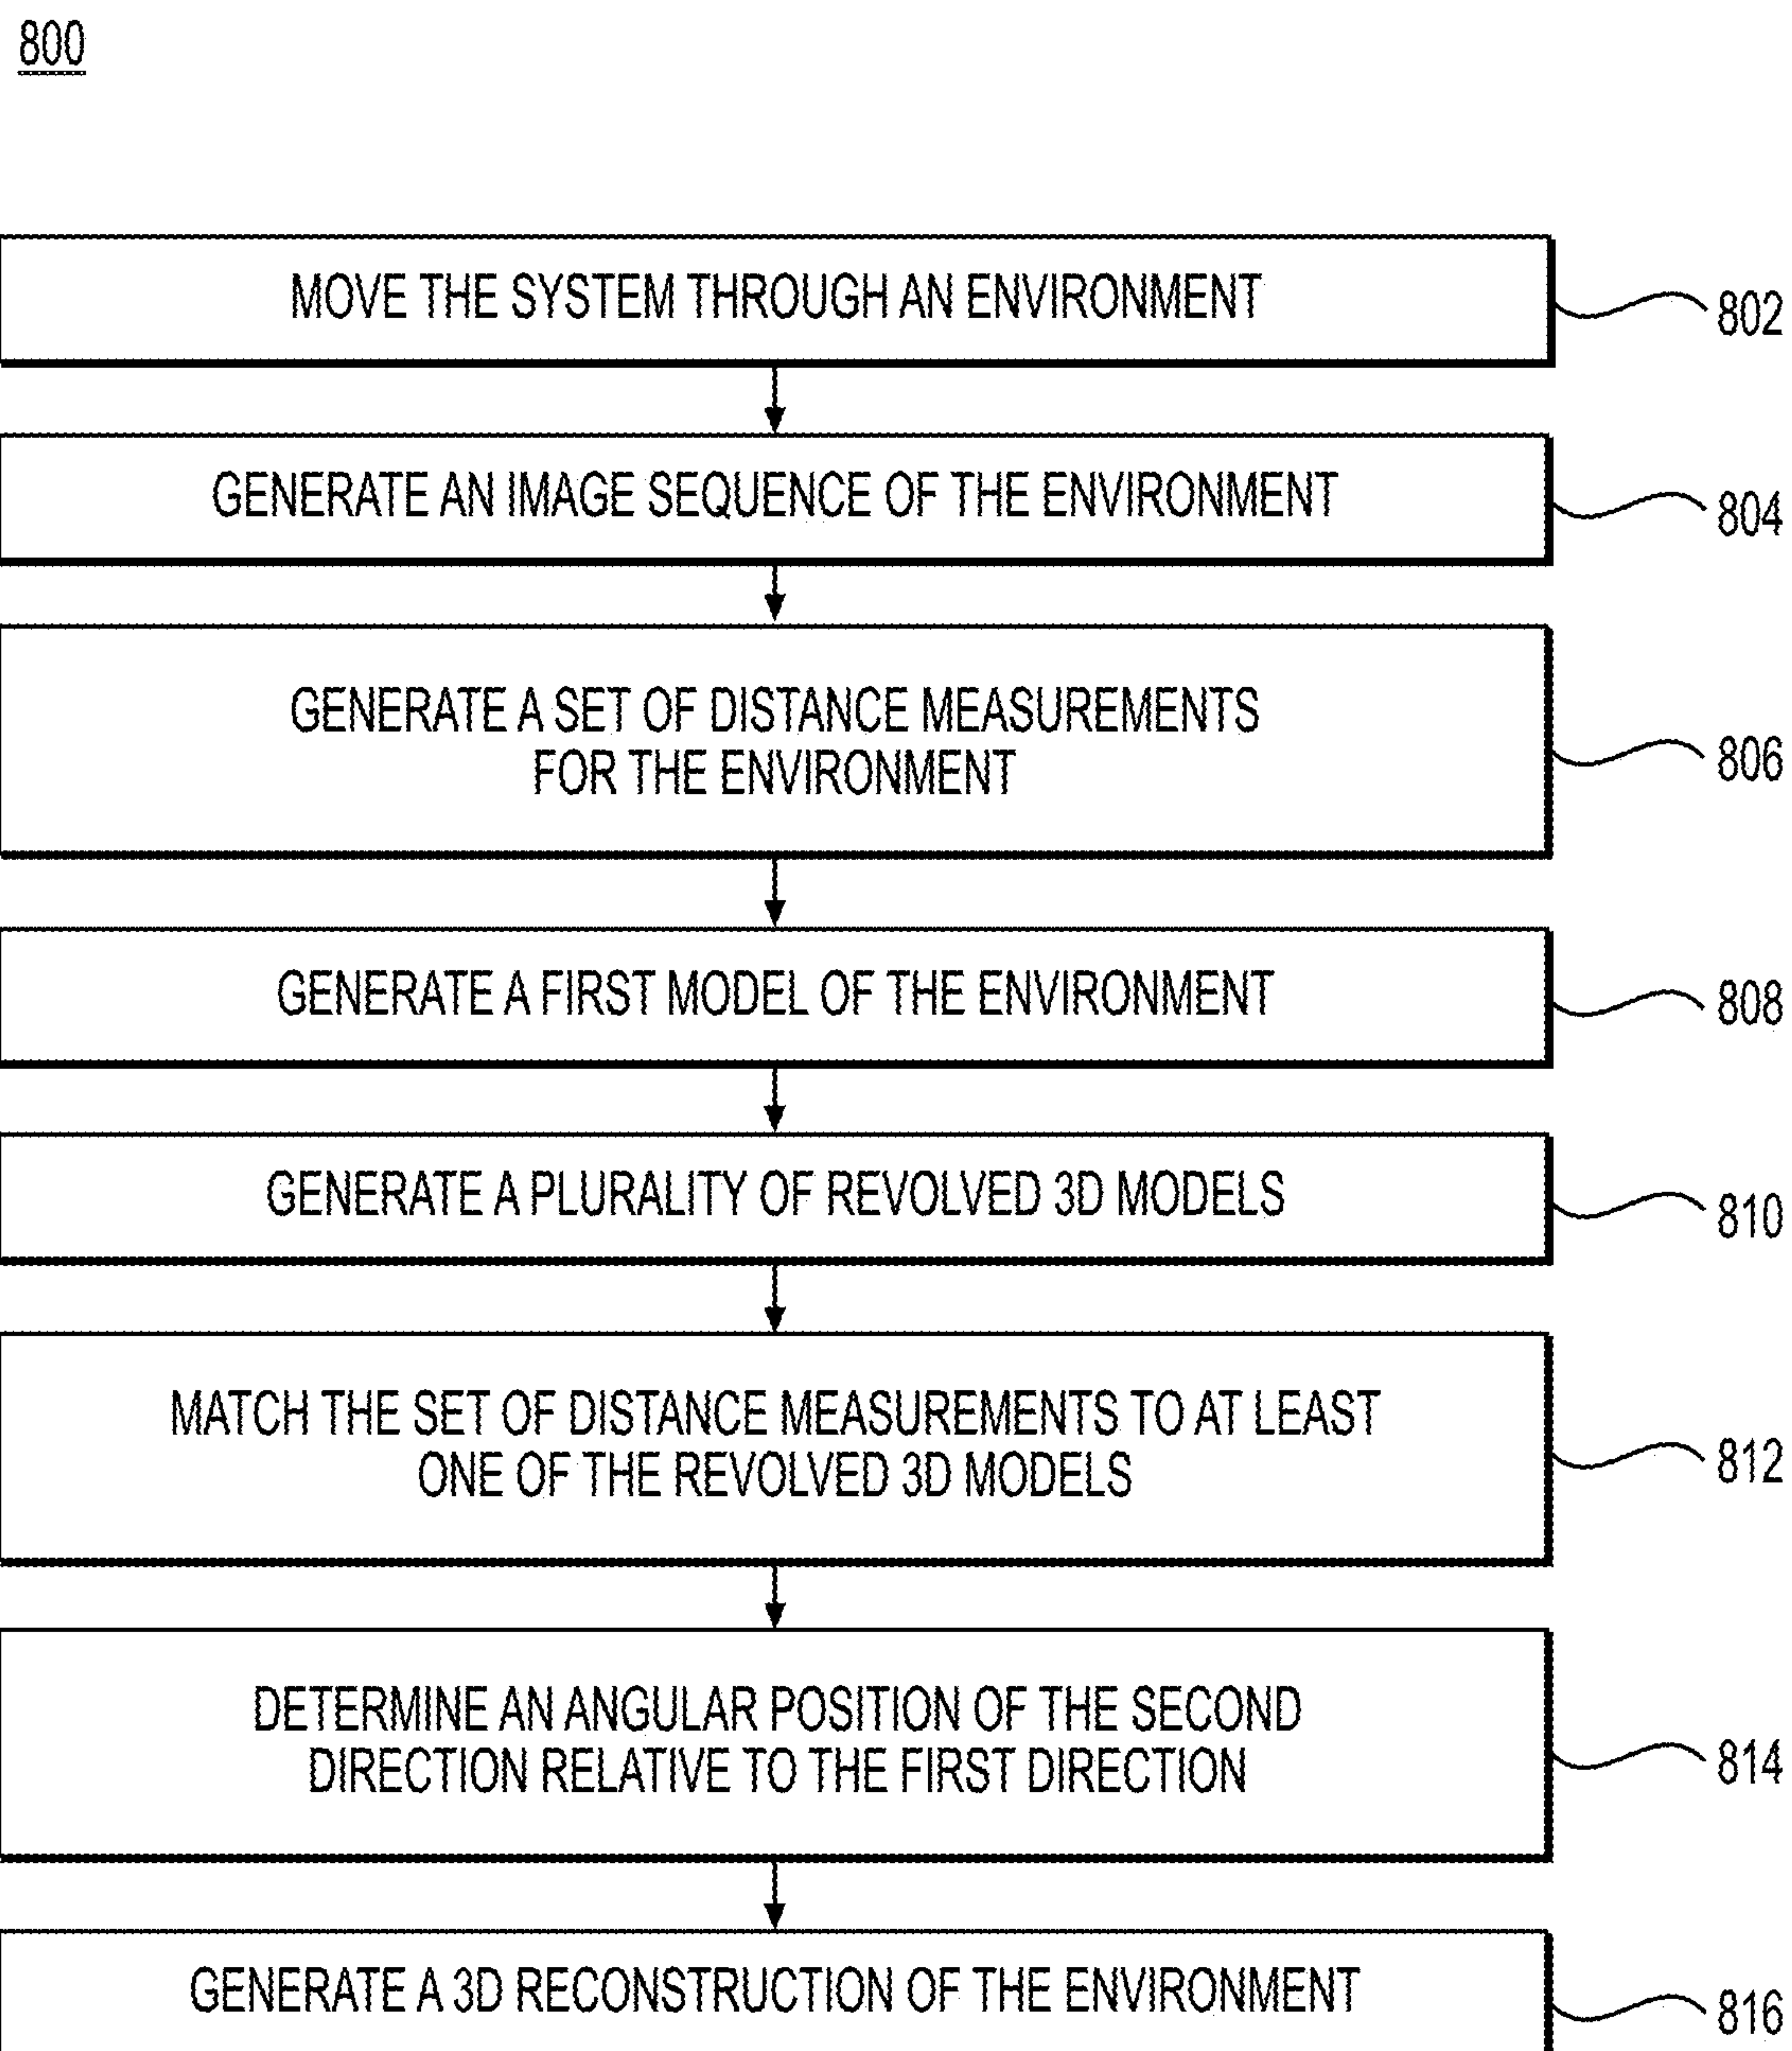 800
MOVE THE SYSTEM THROUGH AN ENVIRONMENT
802
GENERATE AN IMAGE SEQUENCE OF THE ENVIRONMENT
804
GENERATE A SET OF DISTANCE MEASUREMENTS
FOR THE ENVIRONMENT
806
GENERATE A FIRST MODEL OF THE ENVIRONMENT
808
GENERATE A PLURALITY OF REVOLVED 3D MODELS
810
MATCH THE SET OF DISTANCE MEASUREMENTS TO AT LEAST
ONE OF THE REVOLVED 3D MODELS
812
DETERMINE AN ANGULAR POSITION OF THE SECOND
DIRECTION RELATIVE TO THE FIRST DIRECTION
814
GENERATE A 3D RECONSTRUCTION OF THE ENVIRONMENT
816